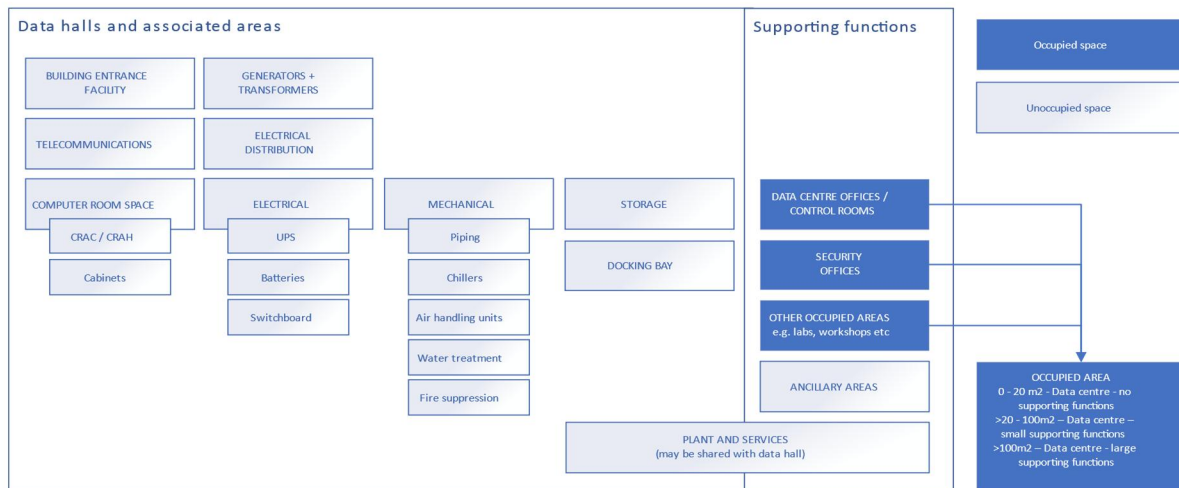 Data halls and associated areas
BUILDING ENTRANCE
FACILITY
GENERATORS +
TRANSFORMERS
TELECOMMUNICATIONS
ELECTRICAL
DISTRIBUTION
COMPUTER ROOM SPACE
CRAC / CRAH
Cabinets
ELECTRICAL
UPS
Batteries
Switchboard
MECHANICAL
Piping
Chillers
Air handling units
Water treatment
Fire suppression
STORAGE
DOCKING BAY
Supporting functions
DATA CENTRE OFFICES /
CONTROL ROOMS
SECURITY
OFFICES
OTHER OCCUPIED AREAS
e.g. labs, workshops etc
ANCILLARY AREAS
PLANT AND SERVICES
(may be shared with data hall)
Occupied space
Unoccupied space
OCCUPIED AREA
0 - 20 m2 - Data centre - no
supporting functions
>20 - 100m2 – Data centre –
small supporting functions
>100m2 – Data centre - large
supporting functions